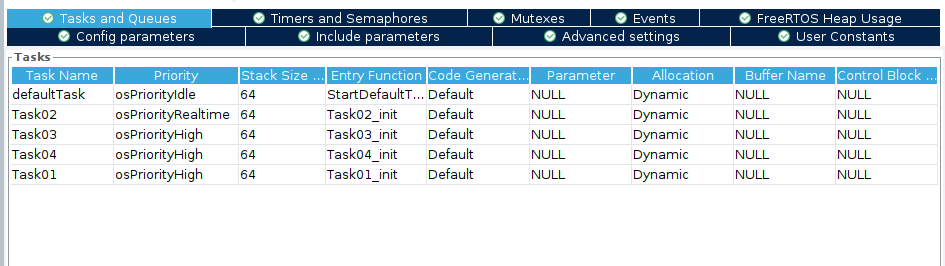 Tasks and Queues Timers and Semaphores Mutexes Events FreeRTOS Heap Usage
Config parameters Include parameters Advanced settings User Constants
Tasks
Task Name Priority Stack Size ... Entry Function Code Generat... Parameter Allocation Buffer Name Control Block ...
defaultTask osPriorityIdle 64 StartDefaultT... Default NULL Dynamic NULL NULL
Task02 osPriorityRealtime 64 Task02_init Default NULL Dynamic NULL NULL
Task03 osPriorityHigh 64 Task03_init Default NULL Dynamic NULL NULL
Task04 osPriorityHigh 64 Task04_init Default NULL Dynamic NULL NULL
Task01 osPriorityHigh 64 Task01_init Default NULL Dynamic NULL NULL